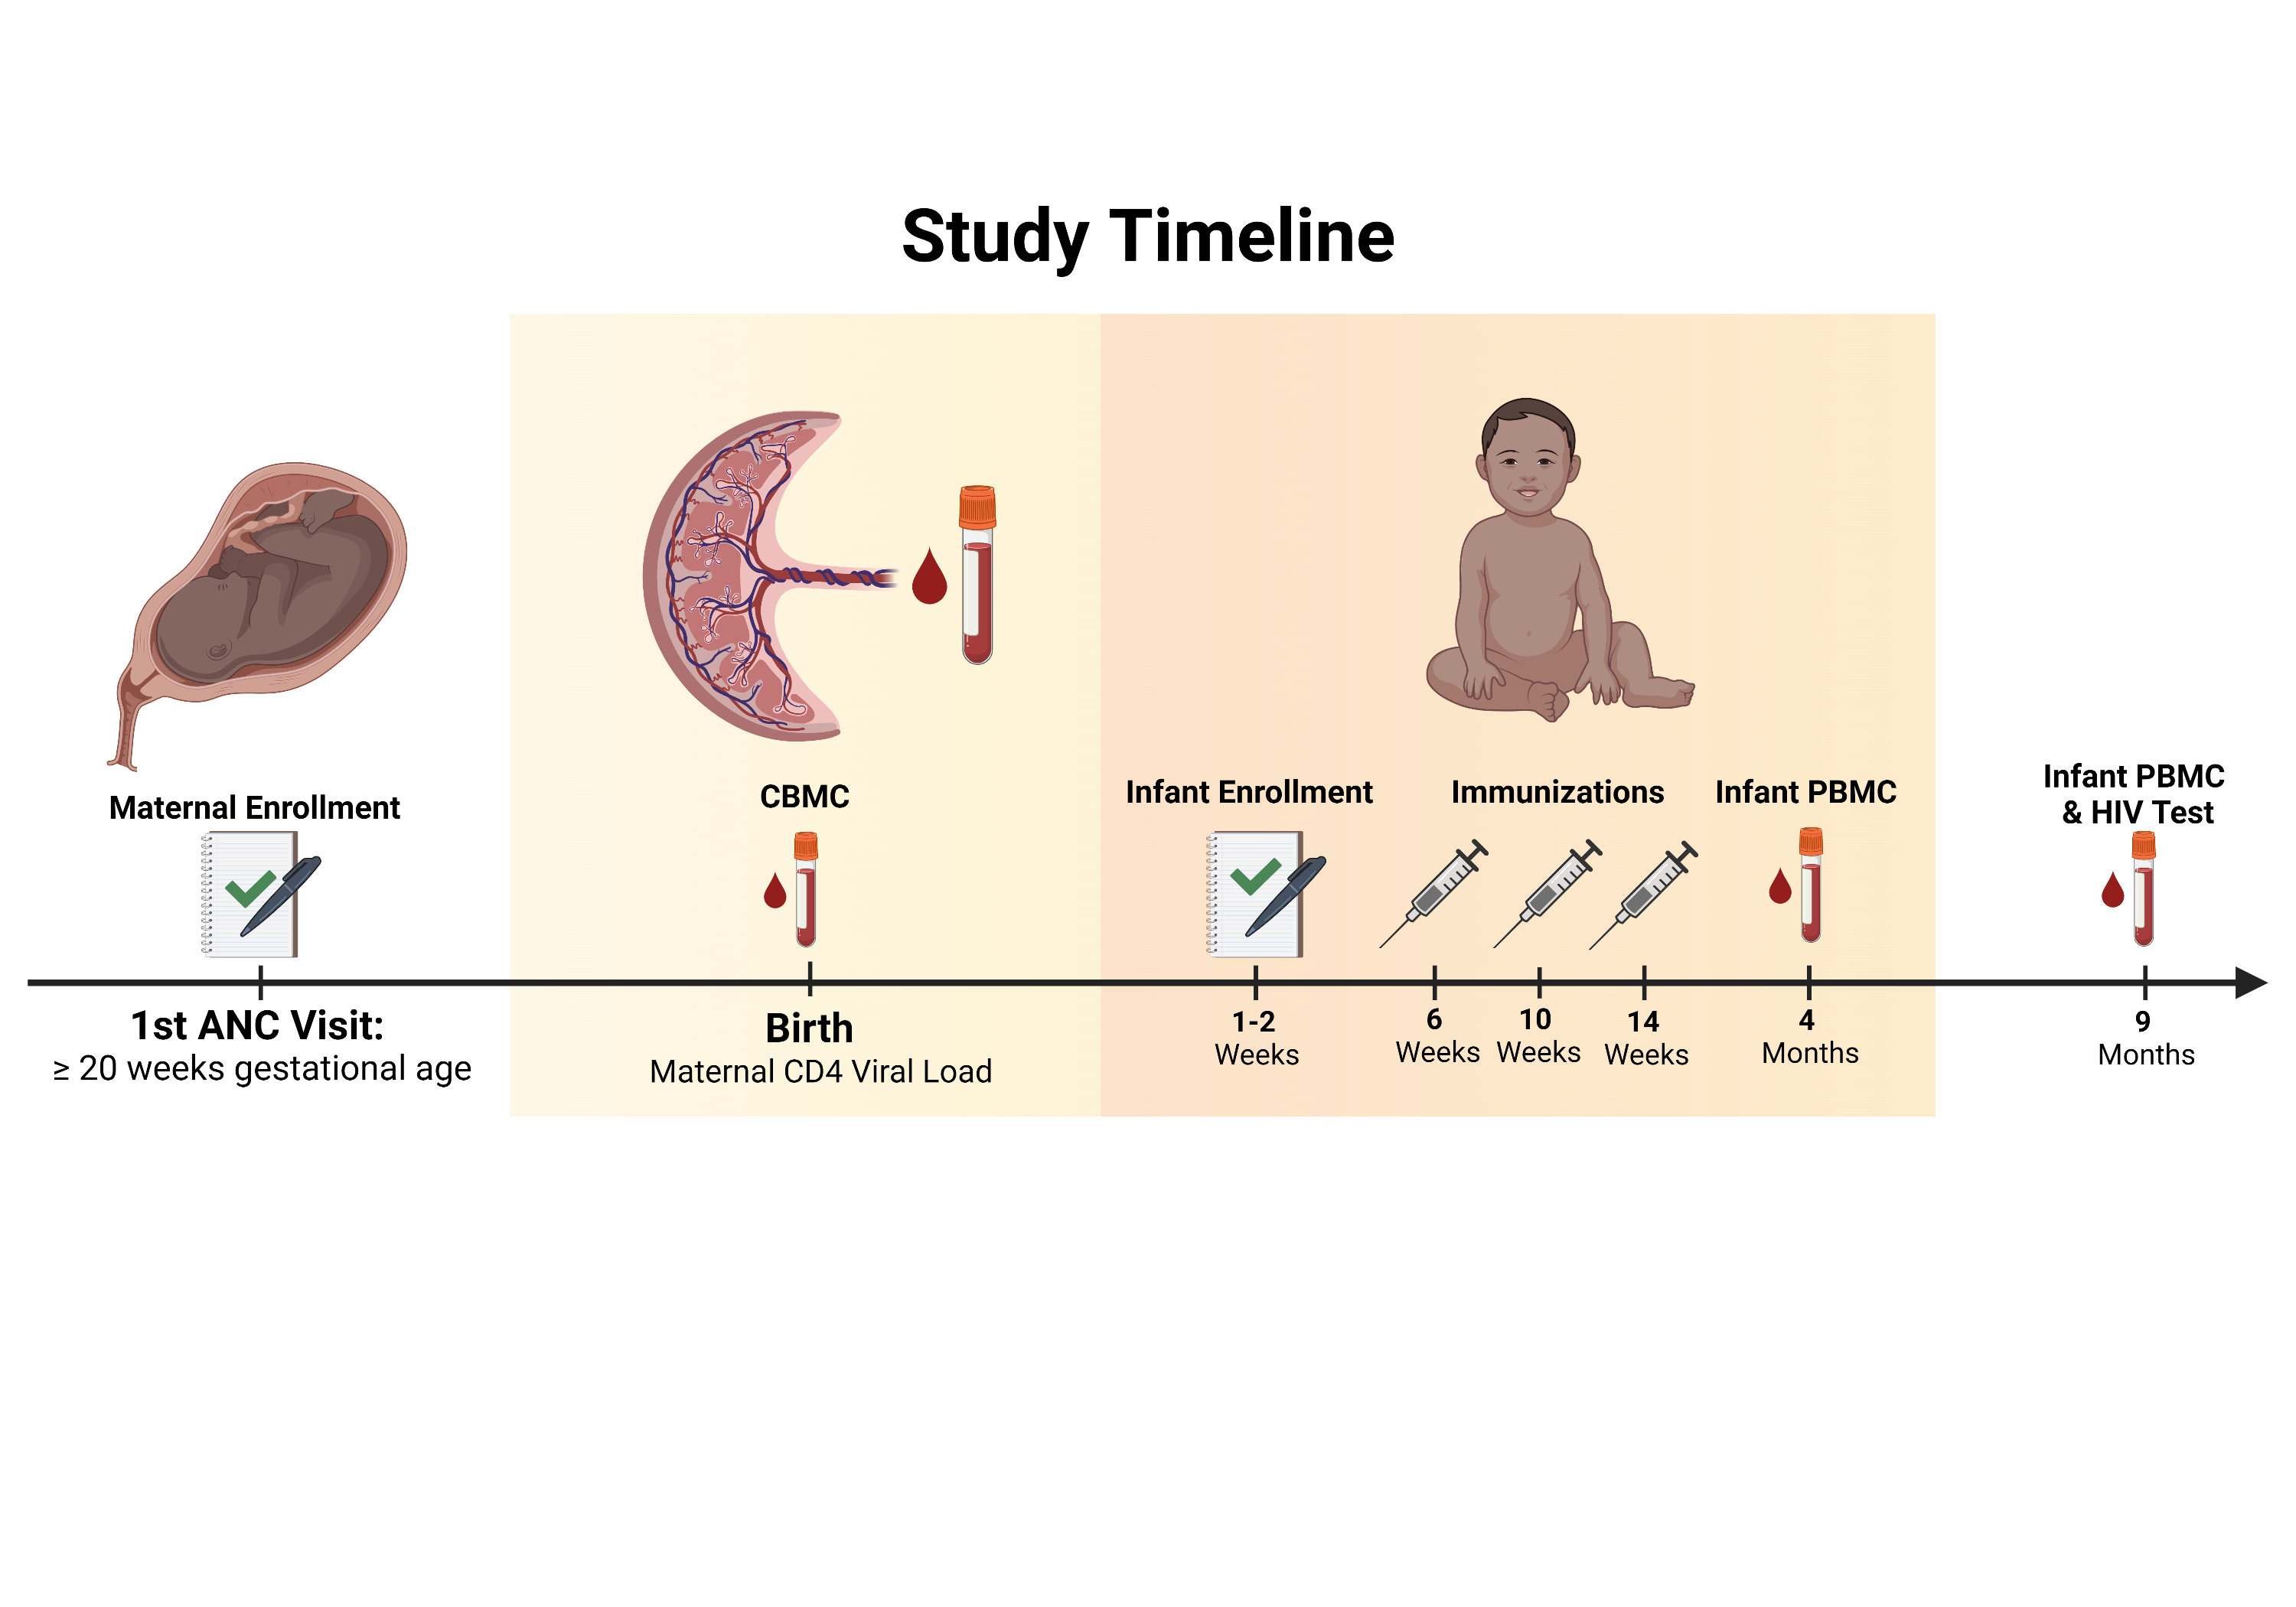 Study Timeline
Maternal Enrollment
CBMC
Infant Enrollment
Immunizations
Infant PBMC
Infant PBMC
& HIV Test
1st ANC Visit:
≥ 20 weeks gestational age
Birth
Maternal CD4 Viral Load
1-2
Weeks
6
Weeks
10
Weeks
14
Weeks
4
Months
9
Months